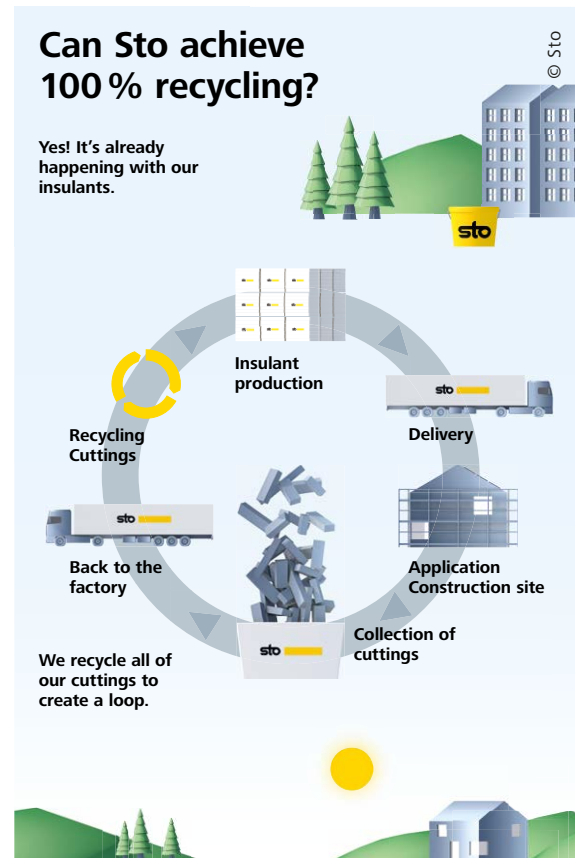 Can Sto achieve
100 % recycling?
© Sto
Yes! It's already
happening with our
insulants.
sto
Insulant
production
sto
Delivery
Recycling
Cuttings
sto
Back to the
factory
Application
Construction site
sto
Collection of
cuttings
We recycle all of
our cuttings to
create a loop.